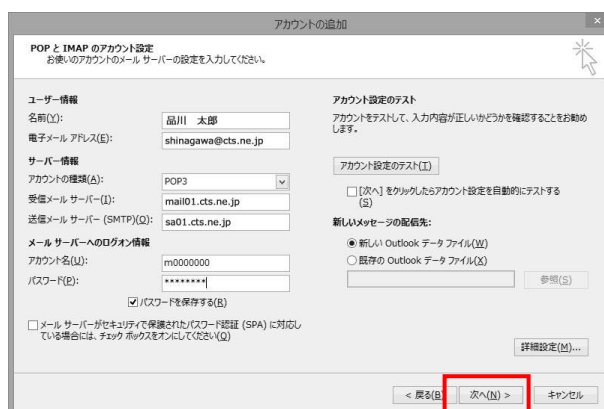 アカウントの追加
×
POP と IMAP のアカウント設定
お使いのアカウントのメール サーバーの設定を入力してください。
ユーザー情報
名前(Y):
品川 太郎
電子メール アドレス(E):
shinagawa@cts.ne.jp
サーバー情報
アカウントの種類(A):
POP3
受信メール サーバー(I):
mail01.cts.ne.jp
送信メール サーバー (SMTP)(O):
sa01.cts.ne.jp
メール サーバーへのログオン情報
アカウント名(U):
m0000000
パスワード(P):
********
パスワードを保存する(R)
メール サーバーがセキュリティで保護されたパスワード認証 (SPA) に対応し
ている場合には、チェック ボックスをオンにしてください(Q)
アカウント設定のテスト
アカウントをテストして、入力内容が正しいかどうかを確認することをお勧め
します。
アカウント設定のテスト(T)
[次へ] をクリックしたらアカウント設定を自動的にテストする
(S)
新しいメッセージの配信先:
新しい Outlook データ ファイル(W)
既存の Outlook データ ファイル(X)
参照(S)
詳細設定(M)...
< 戻る(B)
次へ(N) >
キャンセル